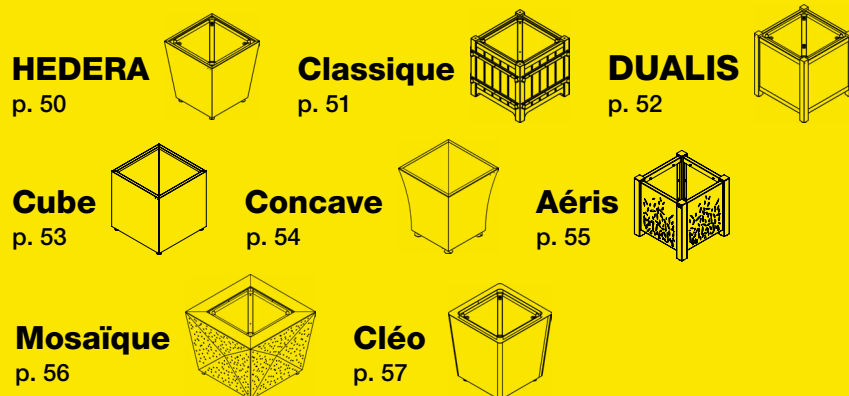 HEDERA
p. 50
Classique
p. 51
DUALIS
p. 52
Cube
p. 53
Concave
p. 54
Aéris
p. 55
Mosaïque
p. 56
Cléo
p. 57